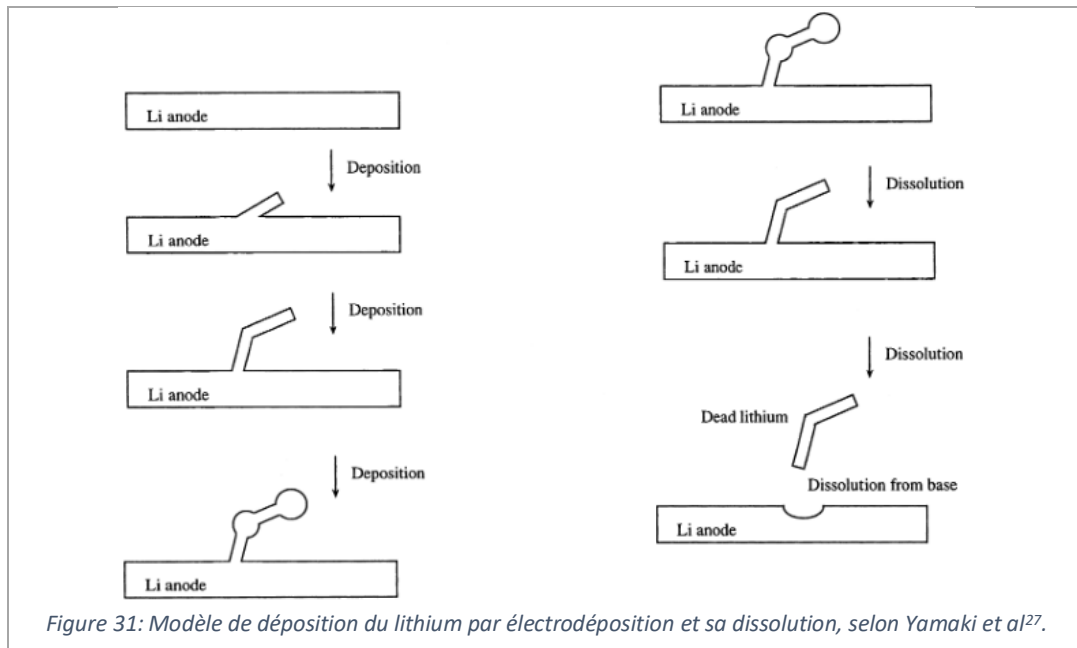 Li anode
Deposition
Li anode
Deposition
Li anode
Deposition
Li anode
Li anode
Dissolution
Li anode
Dissolution
Dead lithium
Dissolution from base
Li anode
Figure 31: Modèle de déposition du lithium par électrodéposition et sa dissolution, selon Yamaki et al27.